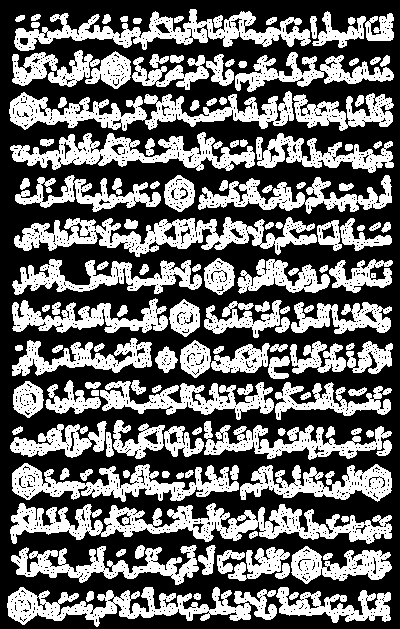 قُلْنَا ٱهْبِطُوا۟ مِنْهَا جَمِيعًا فَإِمَّا يَأْتِيَنَّكُم مِّنِّى هُدًى فَمَن تَبِعَ
هُدَاىَ فَلَا خَوْفٌ عَلَيْهِمْ وَلَا هُمْ يَحْزَنُونَ ٣٨ وَٱلَّذِينَ كَفَرُوا۟
وَكَذَّبُوا۟ بِـَٔايَـٰتِنَآ أُو۟لَـٰٓئِكَ أَصْحَـٰبُ ٱلنَّارِ هُمْ فِيهَا خَـٰلِدُونَ ٣٩
يَـٰبَنِىٓ إِسْرَٰٓءِيلَ ٱذْكُرُوا۟ نِعْمَتِىَ ٱلَّتِىٓ أَنْعَمْتُ عَلَيْكُمْ وَأَوْفُوا۟ بِعَهْدِىٓ
أُوفِ بِعَهْدِكُمْ وَإِيَّـٰىَ فَٱرْهَبُونِ ٤٠ وَءَامِنُوا۟ بِمَآ أَنزَلْتُ
مُصَدِّقًا لِّمَا مَعَكُمْ وَلَا تَكُونُوٓا۟ أَوَّلَ كَافِرٍۭ بِهِۦ وَلَا تَشْتَرُوا۟ بِـَٔايَـٰتِى
ثَمَنًا قَلِيلًا وَإِيَّـٰىَ فَٱتَّقُونِ ٤١ وَلَا تَلْبِسُوا۟ ٱلْحَقَّ بِٱلْبَـٰطِلِ
وَتَكْتُمُوا۟ ٱلْحَقَّ وَأَنتُمْ تَعْلَمُونَ ٤٢ وَأَقِيمُوا۟ ٱلصَّلَوٰةَ وَءَاتُوا۟
ٱلزَّكَوٰةَ وَٱرْكَعُوا۟ مَعَ ٱلرَّٰكِعِينَ ٤٣ ۞ أَتَأْمُرُونَ ٱلنَّاسَ بِٱلْبِرِّ
وَتَنسَوْنَ أَنفُسَكُمْ وَأَنتُمْ تَتْلُونَ ٱلْكِتَـٰبَ أَفَلَا تَعْقِلُونَ ٤٤
وَٱسْتَعِينُوا۟ بِٱلصَّبْرِ وَٱلصَّلَوٰةِ وَإِنَّهَا لَكَبِيرَةٌ إِلَّا عَلَى ٱلْخَـٰشِعِينَ
٤٥ ٱلَّذِينَ يَظُنُّونَ أَنَّهُم مُّلَـٰقُوا۟ رَبِّهِمْ وَأَنَّهُمْ إِلَيْهِ رَٰجِعُونَ ٤٦
يَـٰبَنِىٓ إِسْرَٰٓءِيلَ ٱذْكُرُوا۟ نِعْمَتِىَ ٱلَّتِىٓ أَنْعَمْتُ عَلَيْكُمْ وَأَنِّى فَضَّلْتُكُمْ
عَلَى ٱلْعَـٰلَمِينَ ٤٧ وَٱتَّقُوا۟ يَوْمًا لَّا تَجْزِى نَفْسٌ عَن نَّفْسٍ شَيْـًٔا وَلَا
يُقْبَلُ مِنْهَا شَفَـٰعَةٌ وَلَا يُؤْخَذُ مِنْهَا عَدْلٌ وَلَا هُمْ يُنصَرُونَ ٤٨